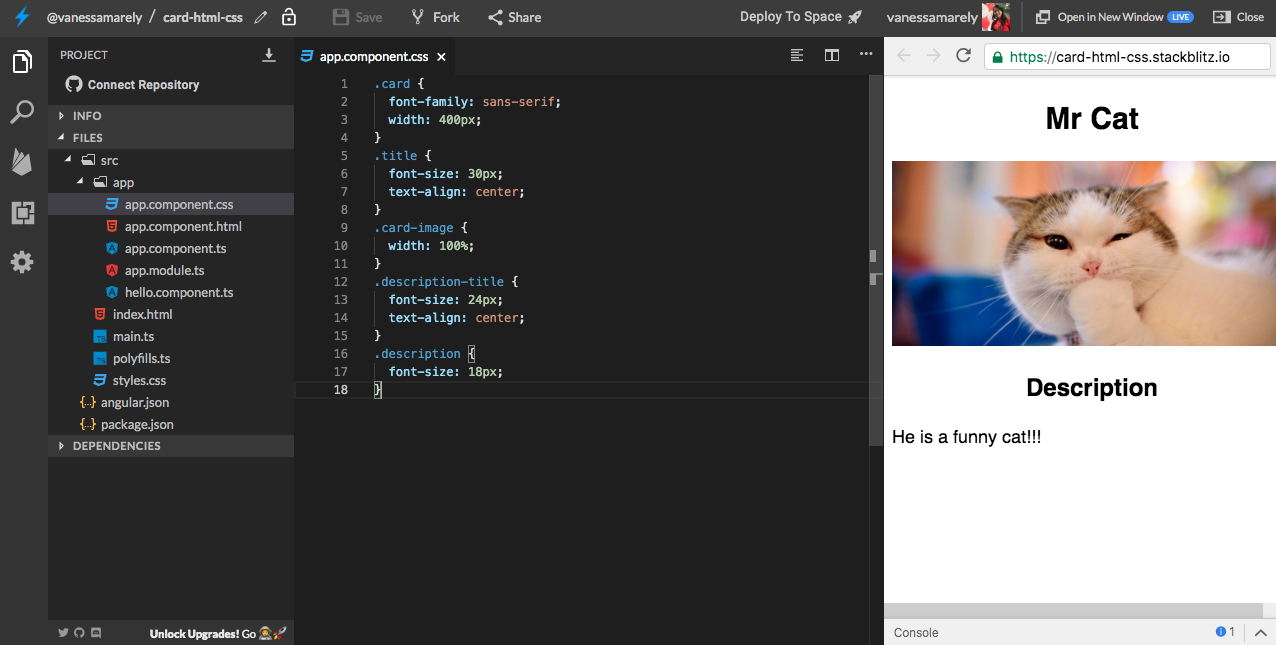 @vanessamarely / card-html-css
Save
Fork
Share
Deploy To Space
vanessamarely
Open in New Window LIVE
Close
PROJECT
Connect Repository
INFO
FILES
src
app
app.component.css
app.component.html
app.component.ts
app.module.ts
hello.component.ts
index.html
TS main.ts
TS polyfills.ts
styles.css
{..} angular.json
{..} package.json
DEPENDENCIES
Unlock Upgrades! Go
app.component.css ×
1 .card {
2 font-family: sans-serif;
3 width: 400px;
4 }
5 .title {
6 font-size: 30px;
7 text-align: center;
8 }
9 .card-image {
10 width: 100%;
11 }
12 .description-title {
13 font-size: 24px;
14 text-align: center;
15 }
16 .description {
17 font-size: 18px;
18 }
https://card-html-css.stackblitz.io
Mr Cat
Description
He is a funny cat!!!
Console
1